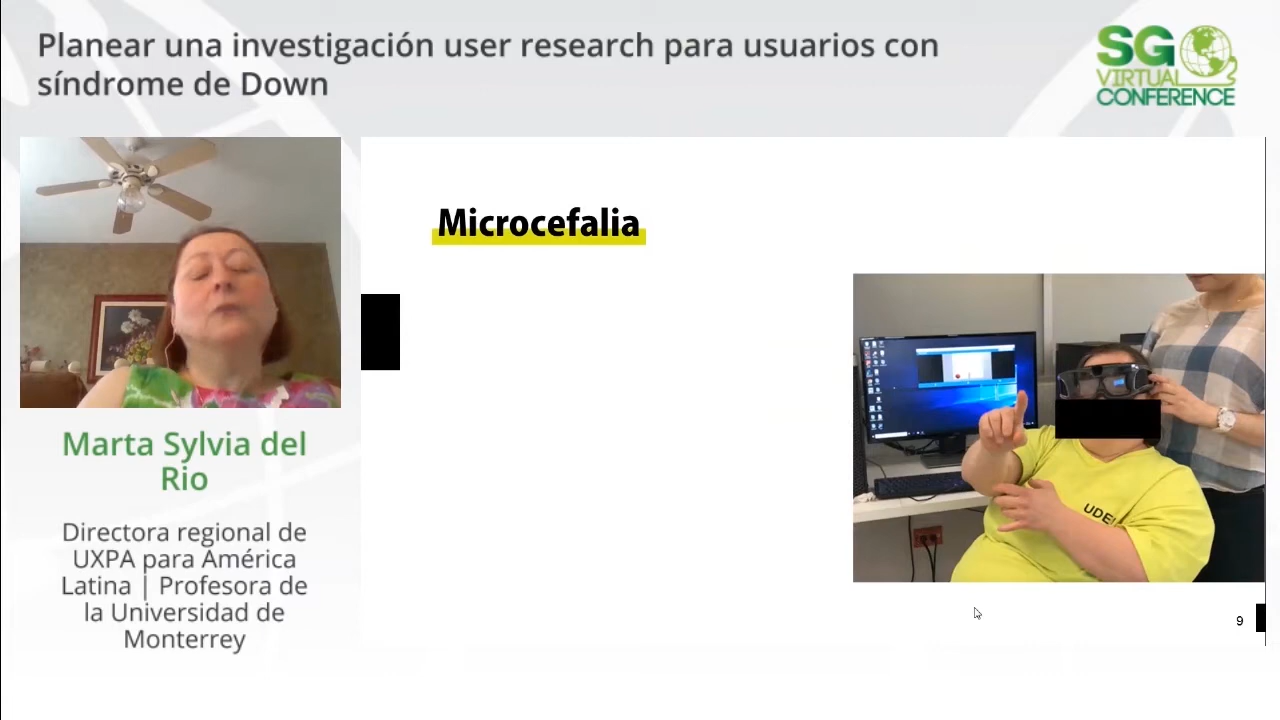 Planear una investigación user research para usuarios con
síndrome de Down
SG
VIRTUAL
CONFERENCE
Microcefalia
UDE
Marta Sylvia del
Rio
Directora regional de
UXPA para América
Latina | Profesora de
la Universidad de
Monterrey
9